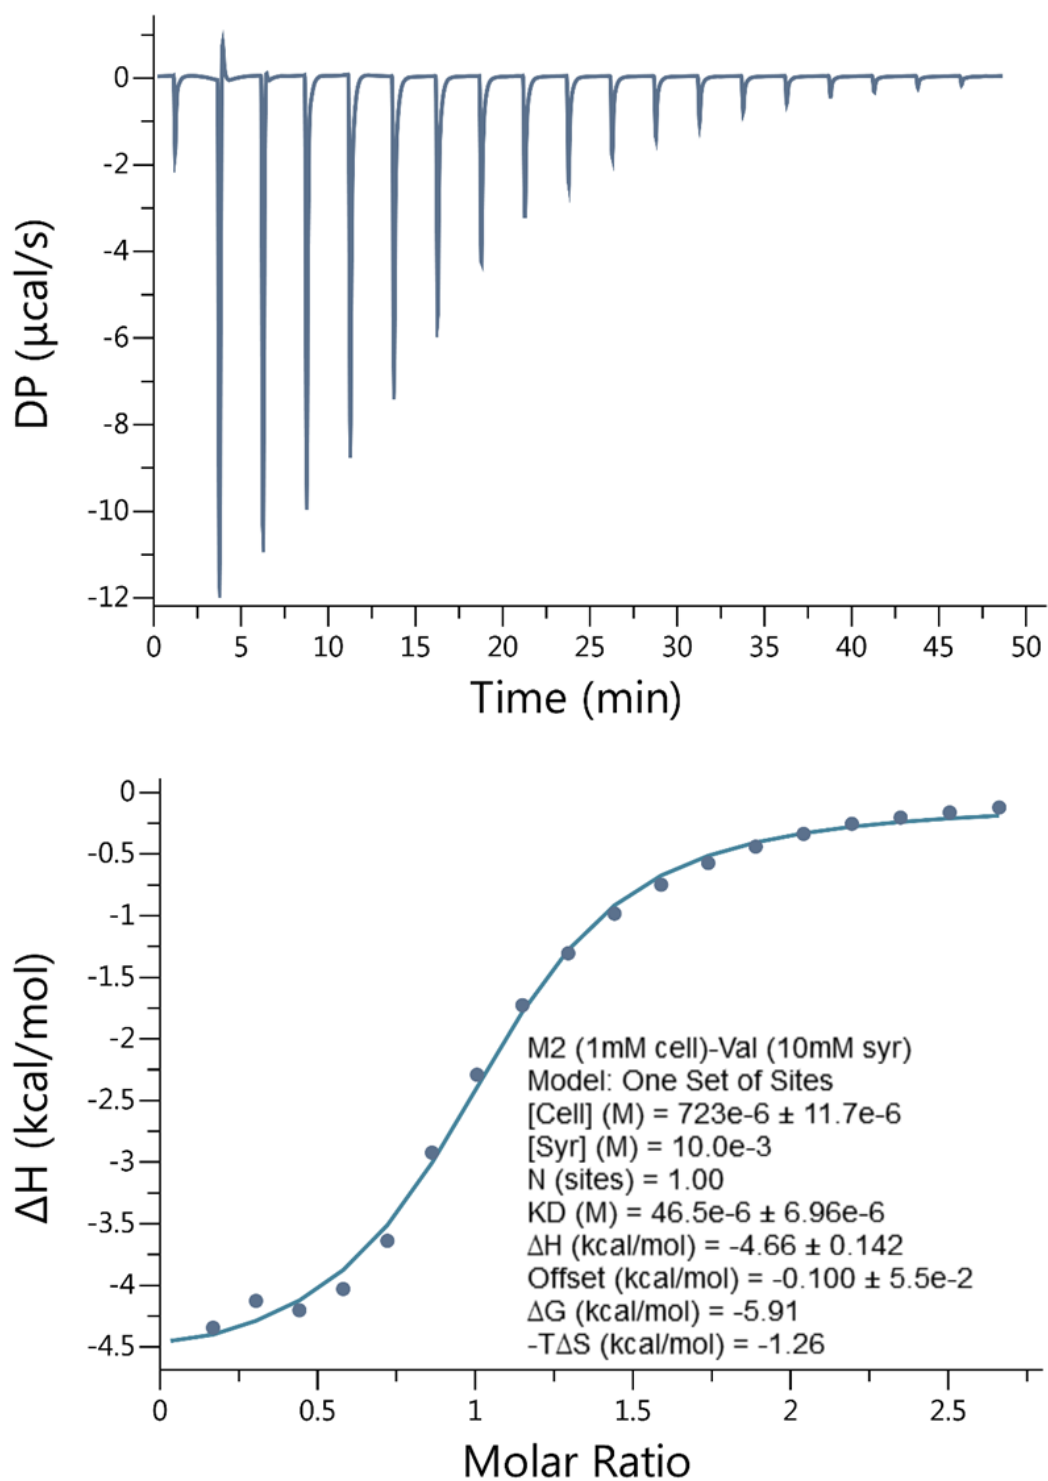 DP (µcal/s)
0
-2
-4
-6
-8
-10
-12
0 5 10 15 20 25 30 35 40 45 50
Time (min)
ΔH (kcal/mol)
0
-0.5
-1
-1.5
-2
-2.5
-3
-3.5
-4
-4.5
M2 (1mM cell)-Val (10mM syr)
Model: One Set of Sites
[Cell] (M) = 723e-6 ± 11.7e-6
[Syr] (M) = 10.0e-3
N (sites) = 1.00
KD (M) = 46.5e-6 ± 6.96e-6
ΔH (kcal/mol) = -4.66 ± 0.142
Offset (kcal/mol) = -0.100 ± 5.5e-2
ΔG (kcal/mol) = -5.91
-TΔS (kcal/mol) = -1.26
0 0.5 1 1.5 2 2.5
Molar Ratio